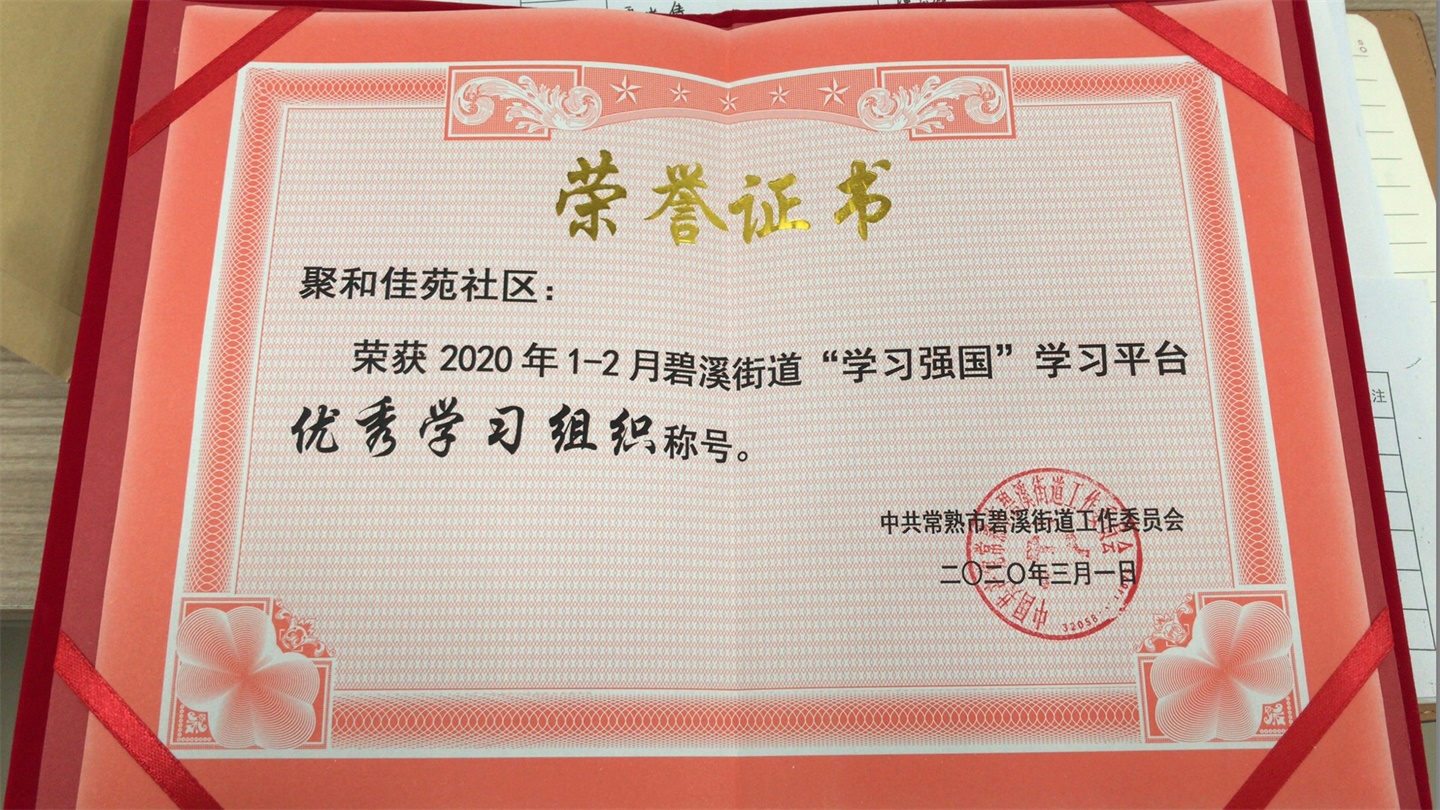 荣誉证书
聚和佳苑社区：
荣获 2020 年 1-2 月碧溪街道“学习强国”学习平台
优秀学习组织称号。
中共常熟市碧溪街道工作委员会
二〇二〇年三月一日
注